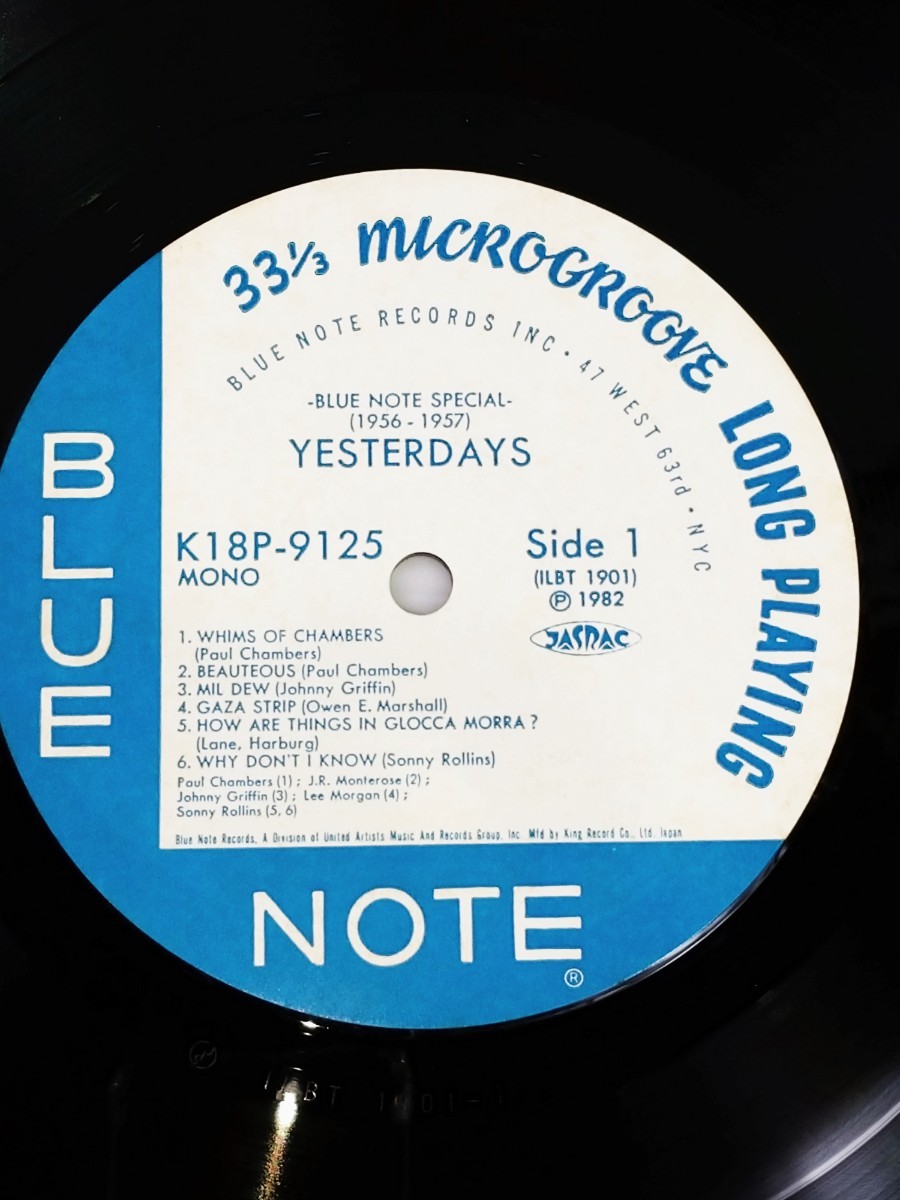 33⅓ MICROGROOVE LONG PLAYING
BLUE NOTE RECORDS INC • 47 WEST 63rd • NYC
-BLUE NOTE SPECIAL-
(1956 - 1957)
YESTERDAYS
K18P-9125
MONO
Side 1
(ILBT 1901)
Ⓟ 1982
JASRAC
1. WHIMS OF CHAMBERS
(Paul Chambers)
2. BEAUTEOUS (Paul Chambers)
3. MIL DEW (Johnny Griffin)
4. GAZA STRIP (Owen E. Marshall)
5. HOW ARE THINGS IN GLOCCA MORRA ?
(Lane, Harburg)
6. WHY DON'T I KNOW (Sonny Rollins)
Paul Chambers (1) ; J.R. Monterose (2) ;
Johnny Griffin (3) ; Lee Morgan (4) ;
Sonny Rollins (5, 6)
Blue Note Records, A Division of United Artists Music And Records Group, Inc. Mfd by King Record Co., Ltd. Japan
BLUE
NOTE
®